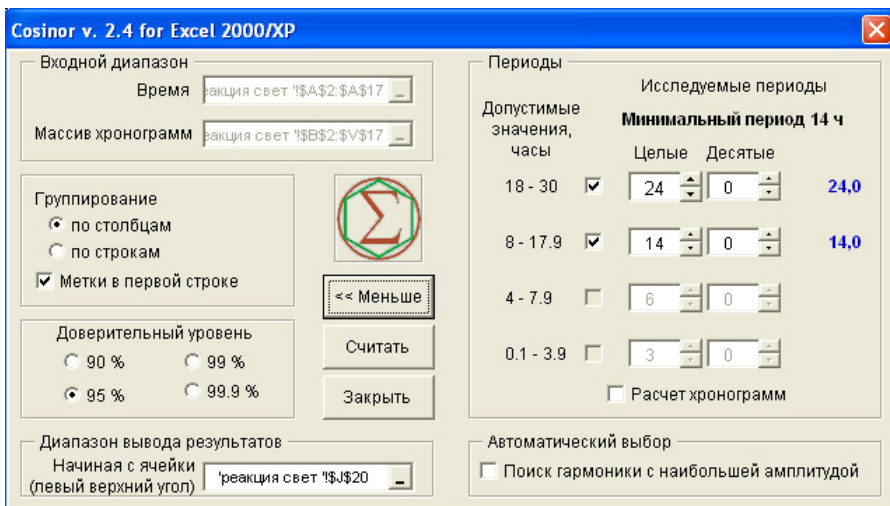 Cosinor v. 2.4 for Excel 2000/XP
Входной диапазон
Время
акция свет '!$A$2:$A$17 _
Массив хронограмм
акция свет '!$B$2:$V$17 _
Группирование
по столбцам
по строкам
Метки в первой строке
Σ
<< Меньше
Считать
Закрыть
Доверительный уровень
90 %
99 %
95 %
99.9 %
Диапазон вывода результатов
Начиная с ячейки
(левый верхний угол)
'реакция свет '!$J$20 _
Периоды
Исследуемые периоды
Допустимые
значения,
часы
Минимальный период 14 ч
Целые Десятые
18 - 30 24 0 24,0
8 - 17.9 14 0 14,0
4 - 7.9 6 0
0.1 - 3.9 3 0
Расчет хронограмм
Автоматический выбор
Поиск гармоники с наибольшей амплитудой